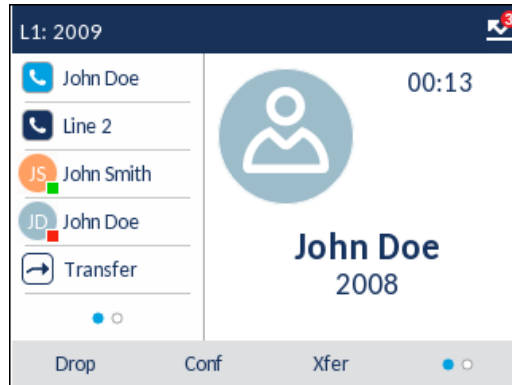 L1: 2009
3
John Doe
00:13
Line 2
JS
John Smith
JD
John Doe
Transfer
John Doe
2008
Drop
Conf
Xfer